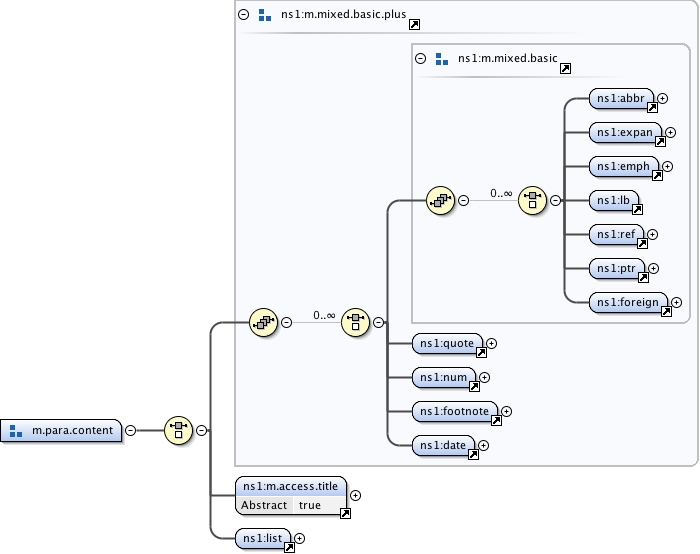 ns1:m.mixed.basic.plus
ns1:m.mixed.basic
ns1:abbr
ns1:expan
ns1:emph
0..∞
ns1:lb
ns1:ref
ns1:ptr
ns1:foreign
0..∞
ns1:quote
ns1:num
ns1:footnote
m.para.content
ns1:date
ns1:m.access.title
Abstract true
ns1:list